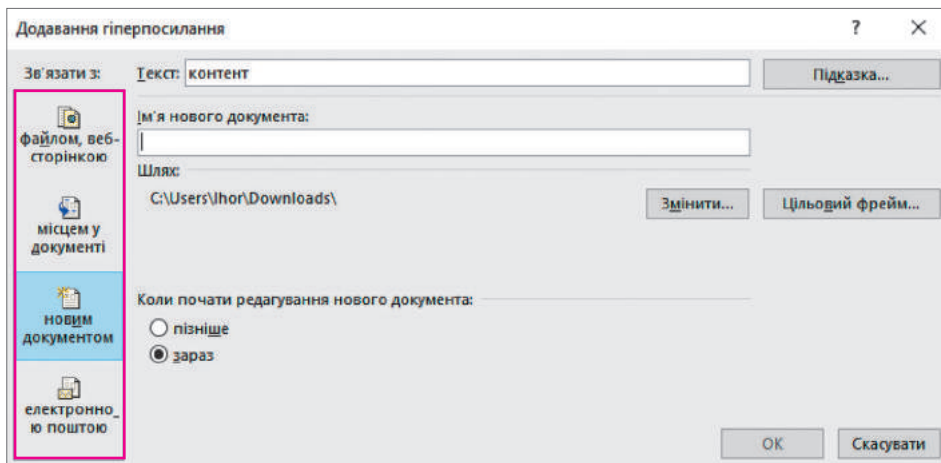 Додавання гіперпосилання
? ✕
Зв'язати з:
Текст: контент
Підказка...
файлом, веб-
сторінкою
місцем у
документі
новим
документом
електронно_
ю поштою
Ім'я нового документа:
Шлях:
C:\Users\Ihor\Downloads\
Змінити...
Цільовий фрейм...
Коли почати редагування нового документа:
пізніше
зараз
ОК
Скасувати